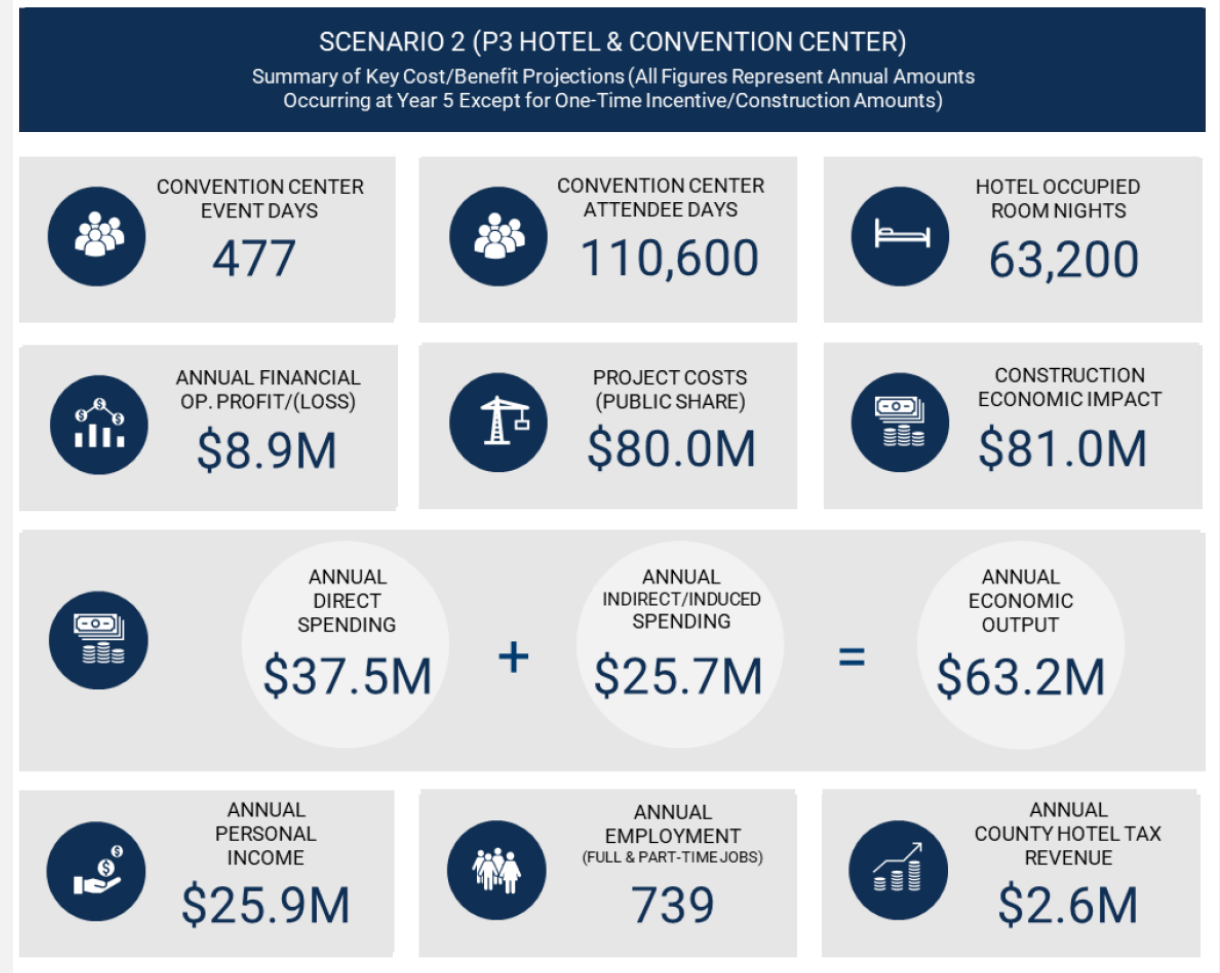 SCENARIO 2 (P3 HOTEL & CONVENTION CENTER)
Summary of Key Cost/Benefit Projections (All Figures Represent Annual Amounts
Occurring at Year 5 Except for One-Time Incentive/Construction Amounts)
CONVENTION CENTER
EVENT DAYS
477
CONVENTION CENTER
ATTENDEE DAYS
110,600
HOTEL OCCUPIED
ROOM NIGHTS
63,200
ANNUAL FINANCIAL
OP. PROFIT/(LOSS)
$8.9M
PROJECT COSTS
(PUBLIC SHARE)
$80.0M
CONSTRUCTION
ECONOMIC IMPACT
$81.0M
ANNUAL
DIRECT
SPENDING
$37.5M
+
ANNUAL
INDIRECT/INDUCED
SPENDING
$25.7M
=
ANNUAL
ECONOMIC
OUTPUT
$63.2M
ANNUAL
PERSONAL
INCOME
$25.9M
ANNUAL
EMPLOYMENT
(FULL & PART-TIME JOBS)
739
ANNUAL
COUNTY HOTEL TAX
REVENUE
$2.6M